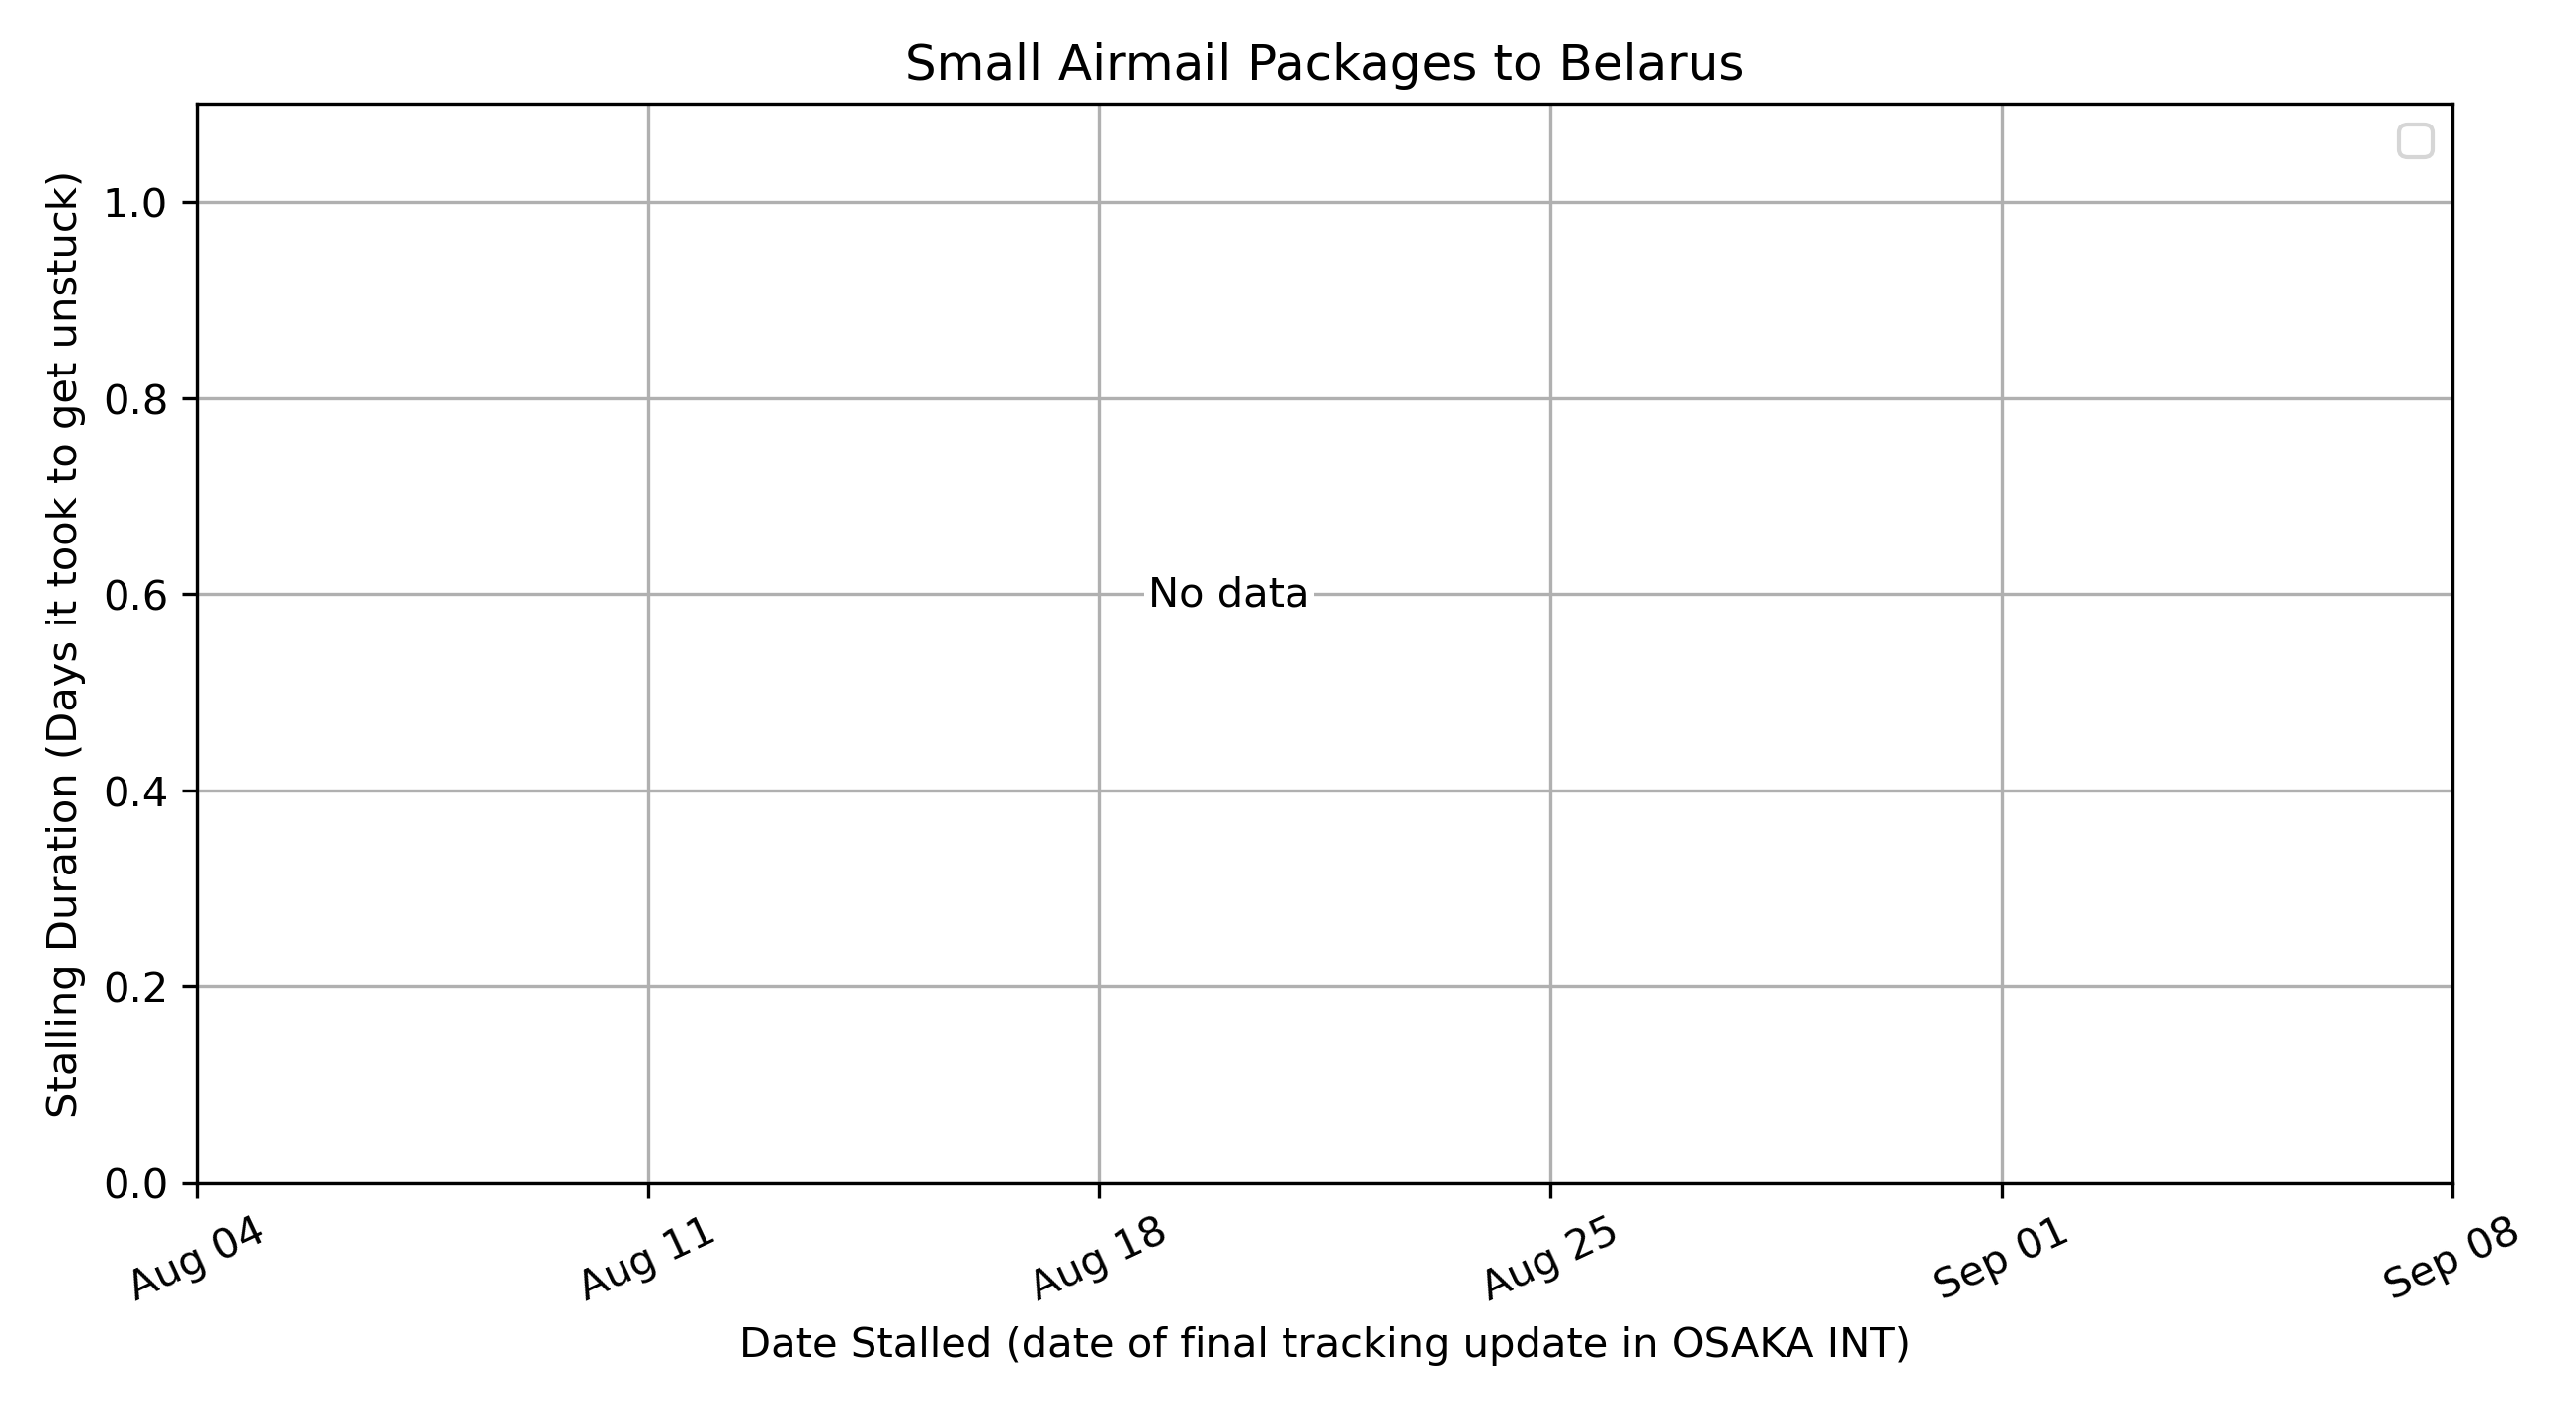 Small Airmail Packages to Belarus
Stalling Duration (Days it took to get unstuck)
1.0
0.8
0.6
0.4
0.2
0.0
No data
Aug 04
Aug 11
Aug 18
Aug 25
Sep 01
Sep 08
Date Stalled (date of final tracking update in OSAKA INT)